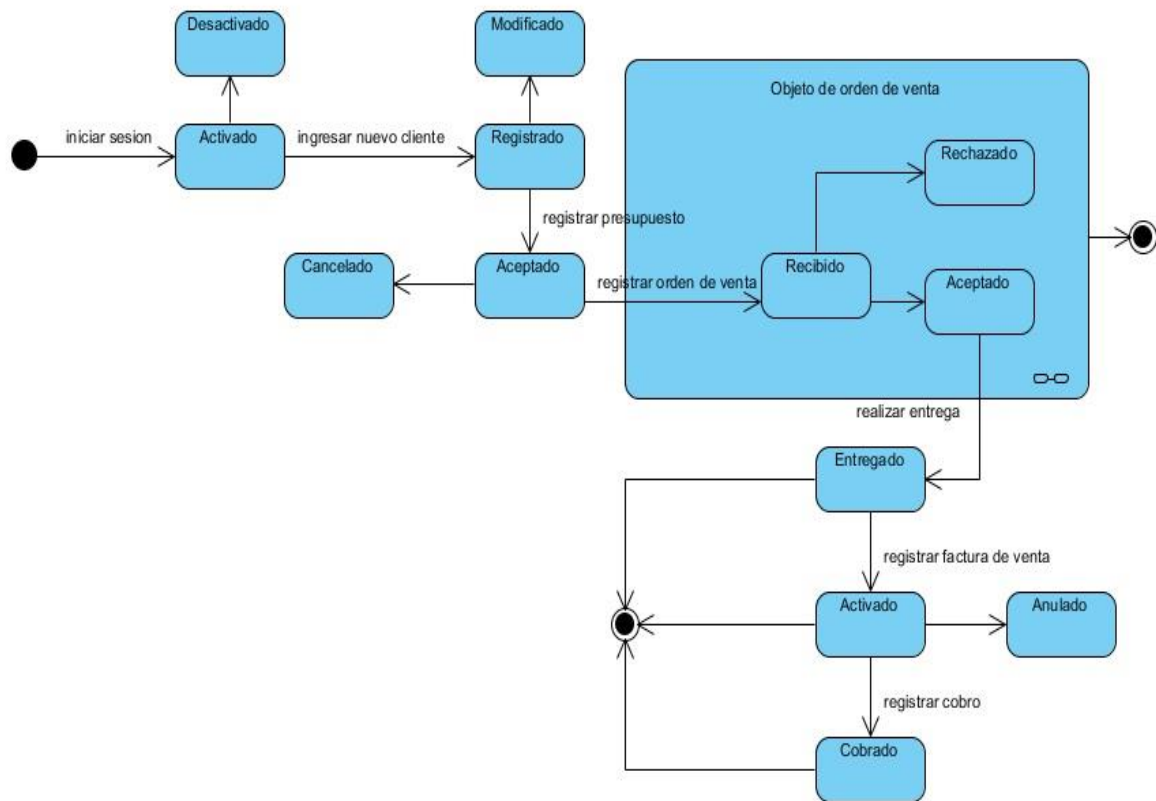 Desactivado
Modificado
Objeto de orden de venta
iniciar sesion
Activado
ingresar nuevo cliente
Registrado
Rechazado
registrar presupuesto
Cancelado
Aceptado
registrar orden de venta
Recibido
Aceptado
realizar entrega
Entregado
registrar factura de venta
Activado
Anulado
registrar cobro
Cobrado